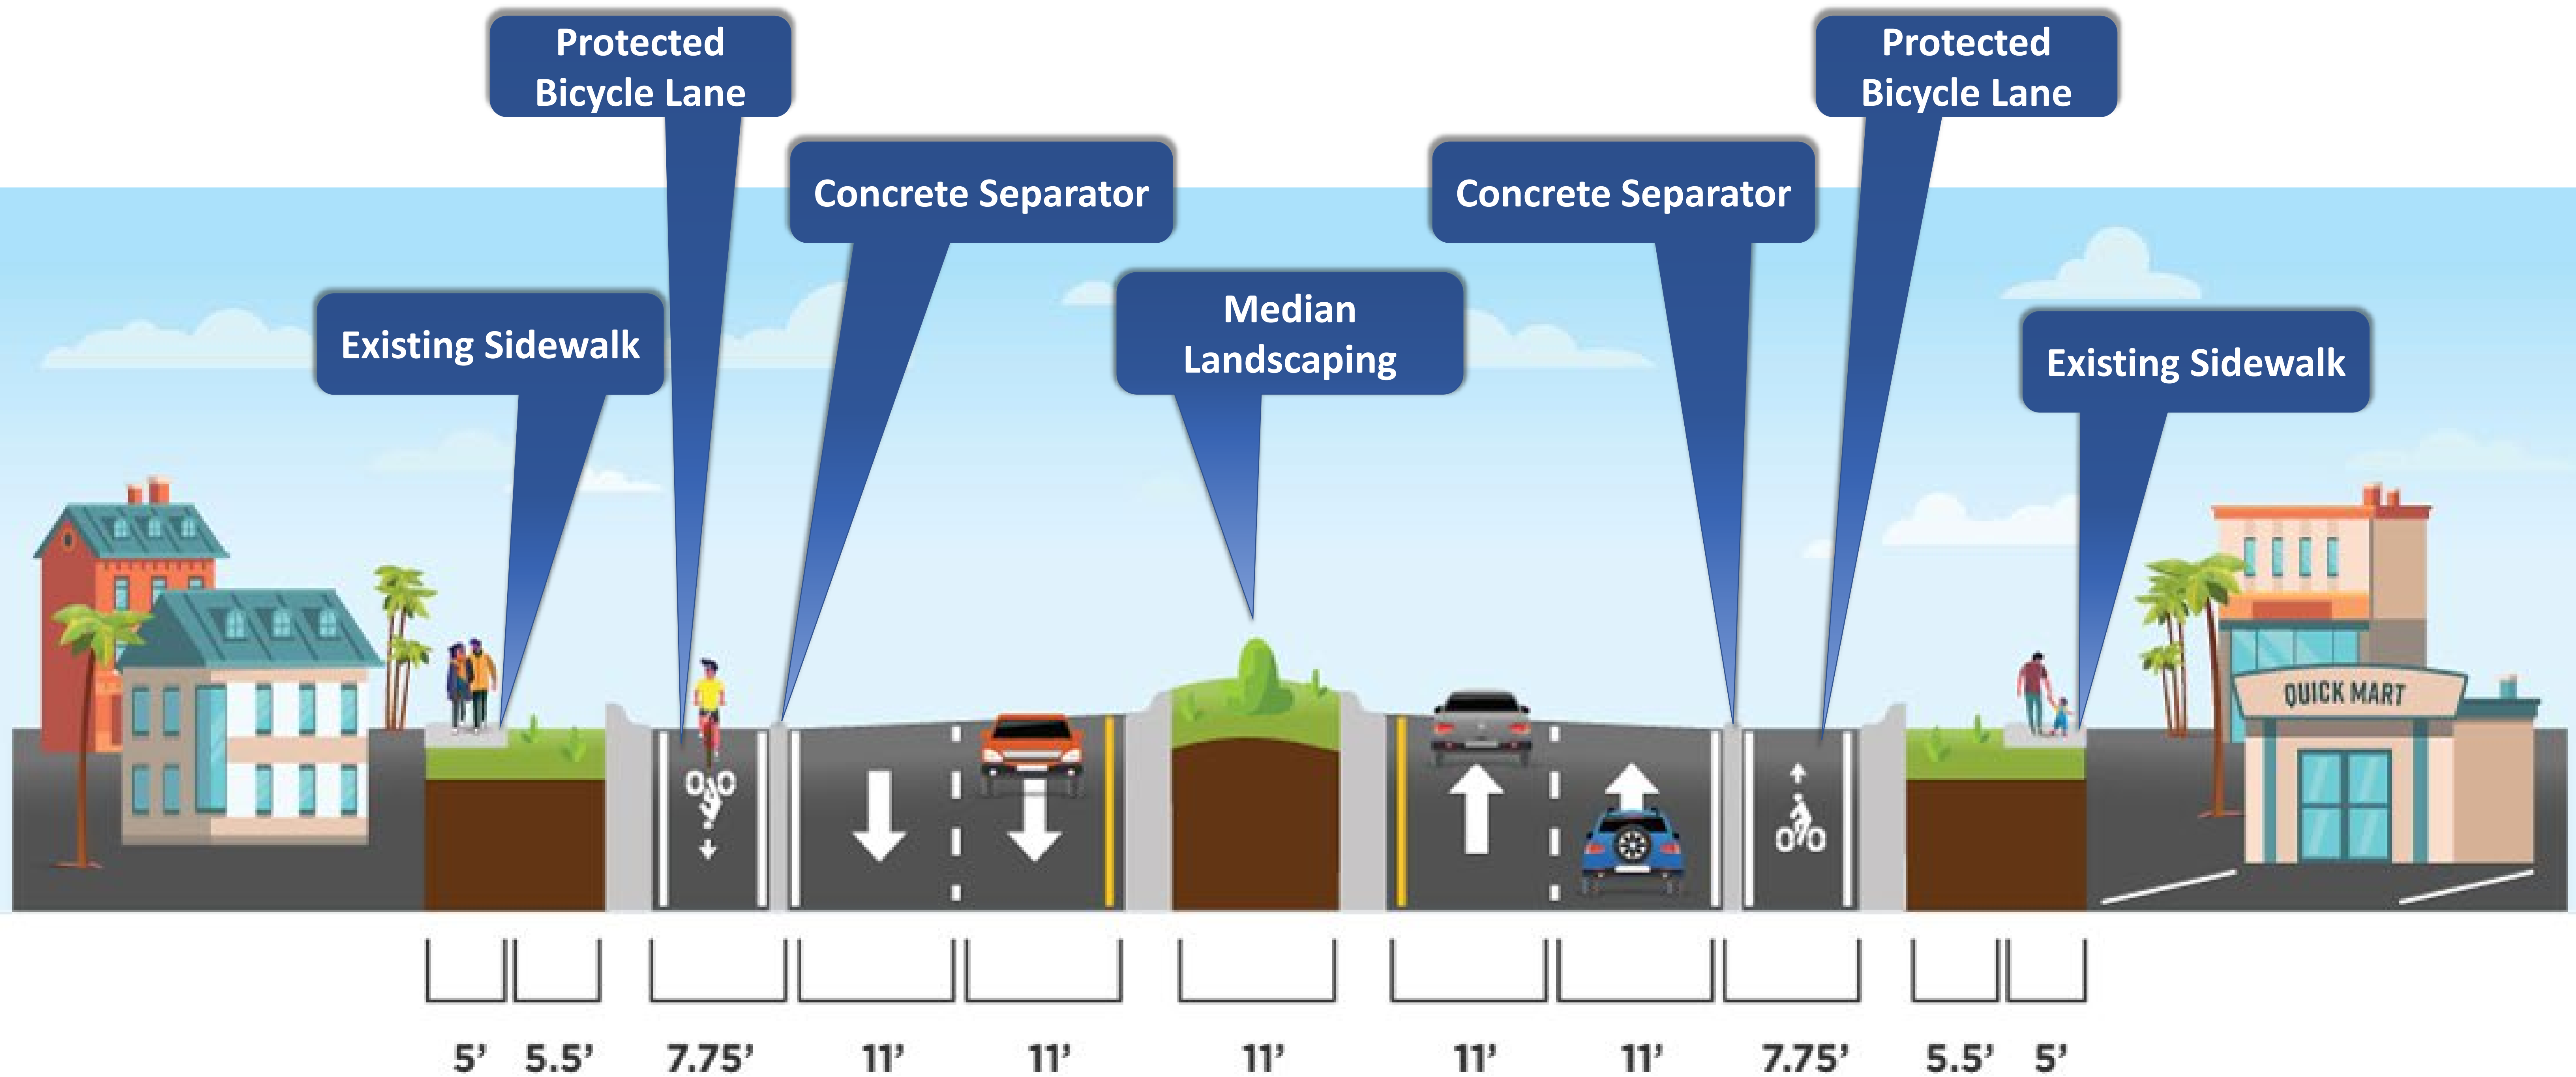 Protected
Bicycle Lane
Protected
Bicycle Lane
Concrete Separator
Concrete Separator
Median
Landscaping
Existing Sidewalk
Existing Sidewalk
QUICK MART
5’ 5.5’ 7.75’ 11’ 11’ 11’ 11’ 11’ 7.75’ 5.5’ 5’